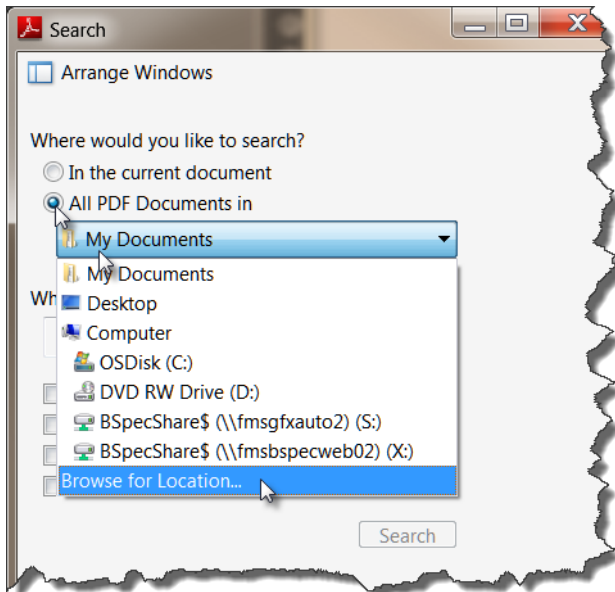 Search
Arrange Windows
Where would you like to search?
In the current document
All PDF Documents in
My Documents
My Documents
Wh
Desktop
Computer
OSDisk (C:)
DVD RW Drive (D:)
BSpecShare$ (\\fmsgfxauto2) (S:)
BSpecShare$ (\\fmsbspecweb02) (X:)
Browse for Location...
Search